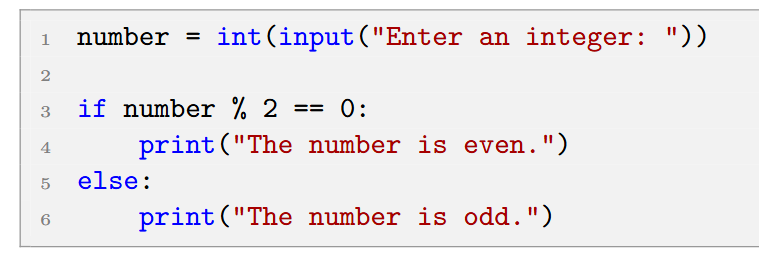 1 number = int(input("Enter an integer: "))
2
3 if number % 2 == 0:
4     print("The number is even.")
5 else:
6     print("The number is odd.")